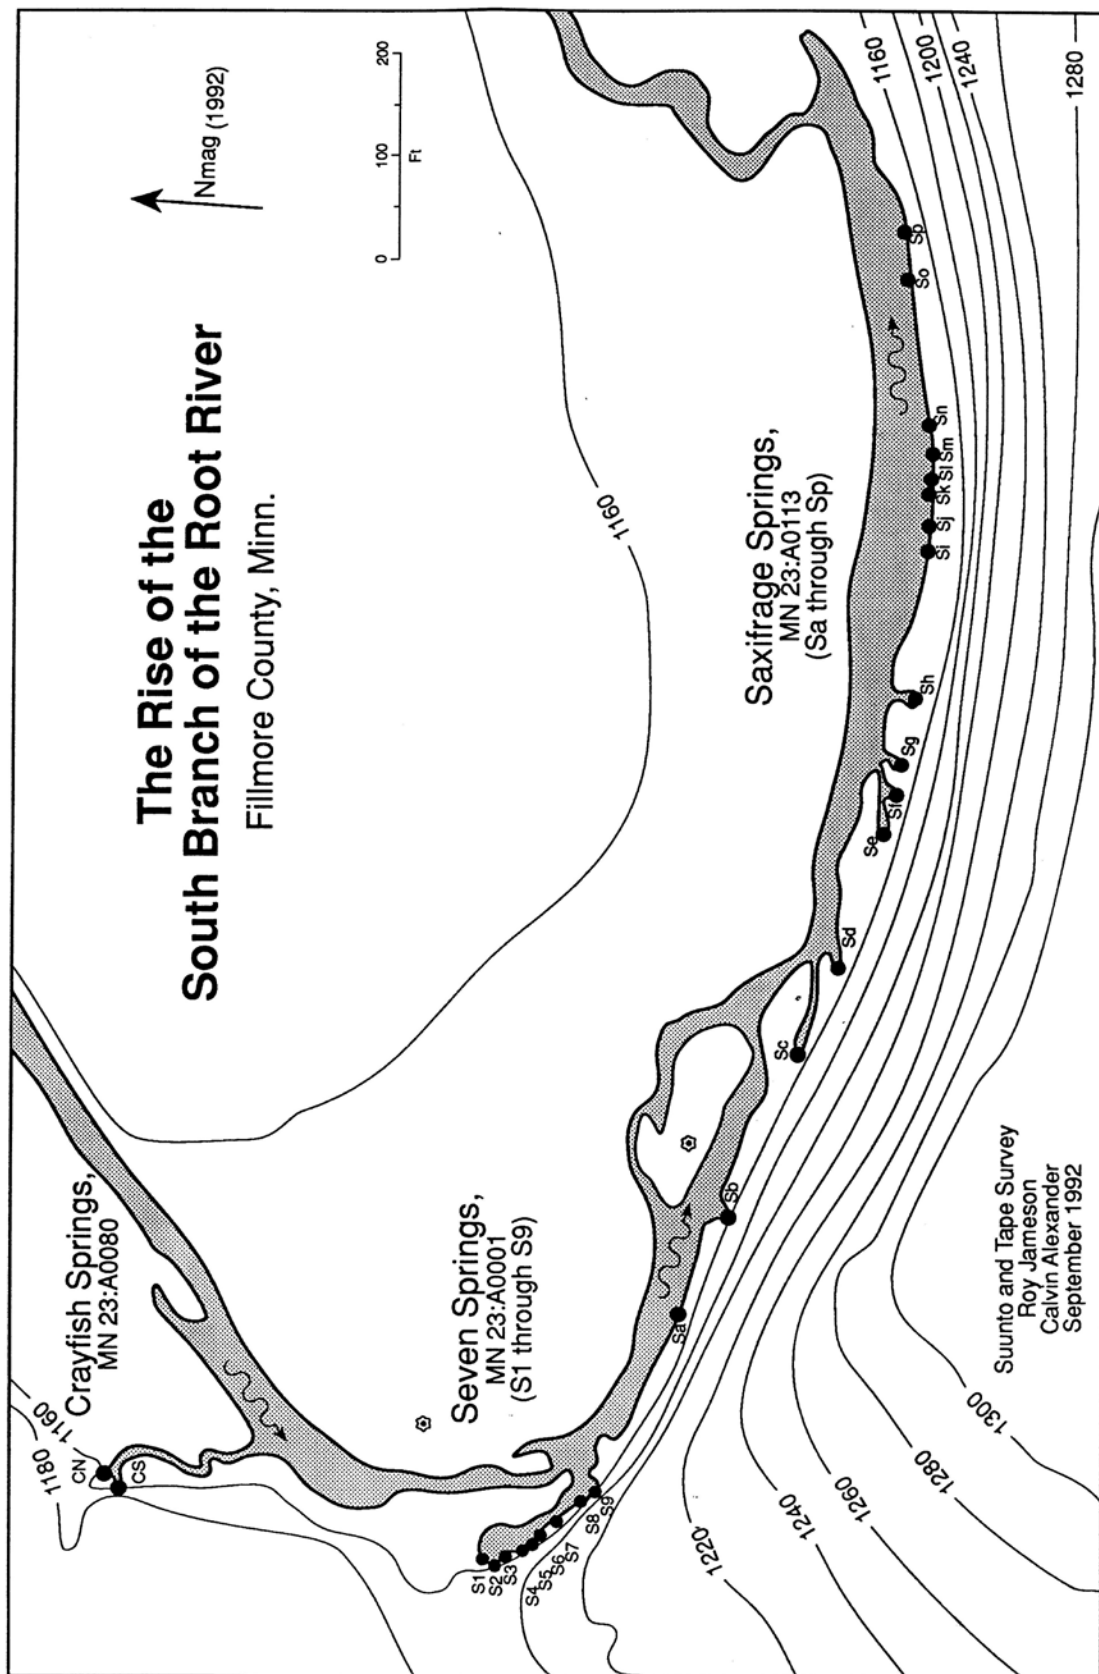 The Rise of the
South Branch of the Root River
Fillmore County, Minn.
Nmag (1992)
0 100 200
Ft
Crayfish Springs,
MN 23:A0080
CN
CS
1180
1160
1160
Seven Springs,
MN 23:A0001
(S1 through S9)
S1
S2
S3
S4
S5
S6
S7
S8
S9
Saxifrage Springs,
MN 23:A0113
(Sa through Sp)
Sa
Sb
Sc
Sd
Se
Sf
Sg
Sh
Si
Sj
Sk
Sl
Sm
Sn
So
Sp
1160
1200
1240
1280
1220
1240
1260
1280
1300
Suunto and Tape Survey
Roy Jameson
Calvin Alexander
September 1992